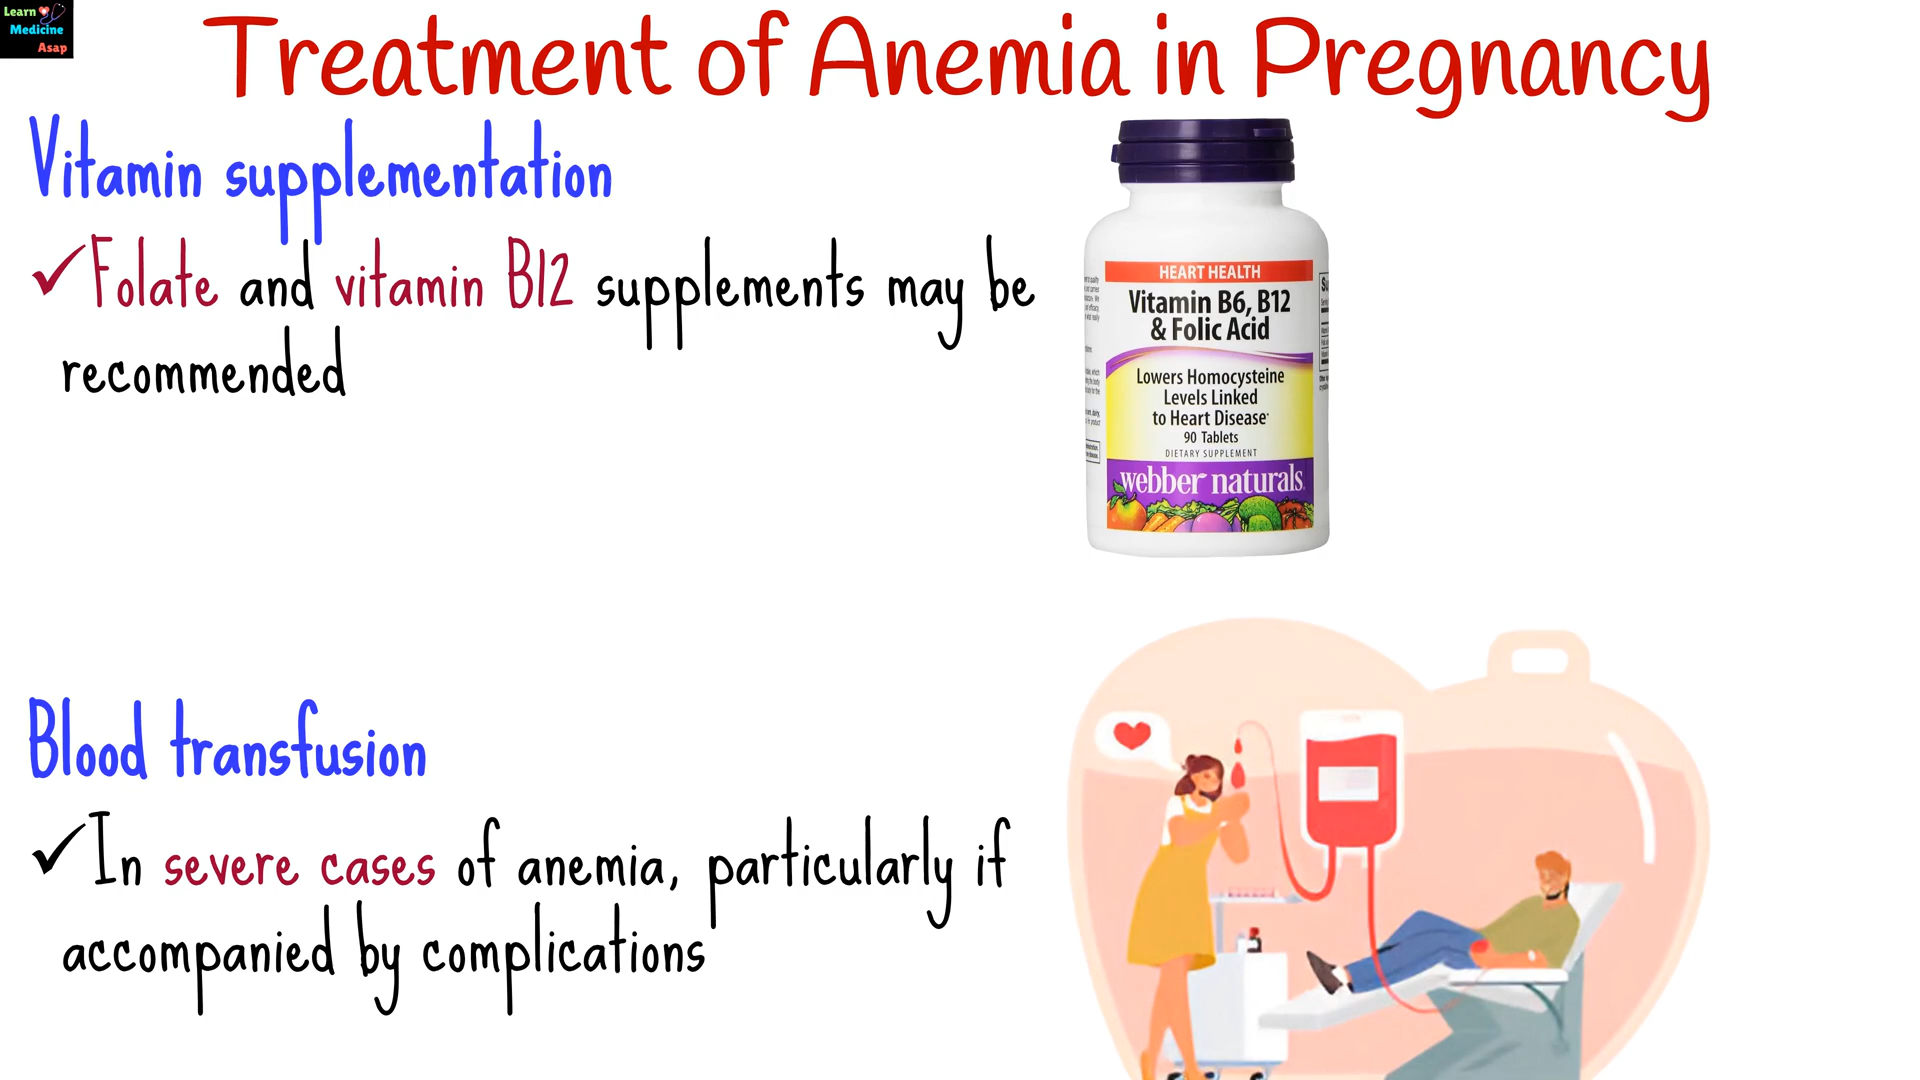 Learn
Medicine
Asap
Treatment of Anemia in Pregnancy
Vitamin supplementation
✓Folate and vitamin B12 supplements may be
recommended
HEART HEALTH
Vitamin B6, B12
& Folic Acid
Lowers Homocysteine
Levels Linked
to Heart Disease*
90 Tablets
DIETARY SUPPLEMENT
webber naturals
Blood transfusion
✓In severe cases of anemia, particularly if
accompanied by complications